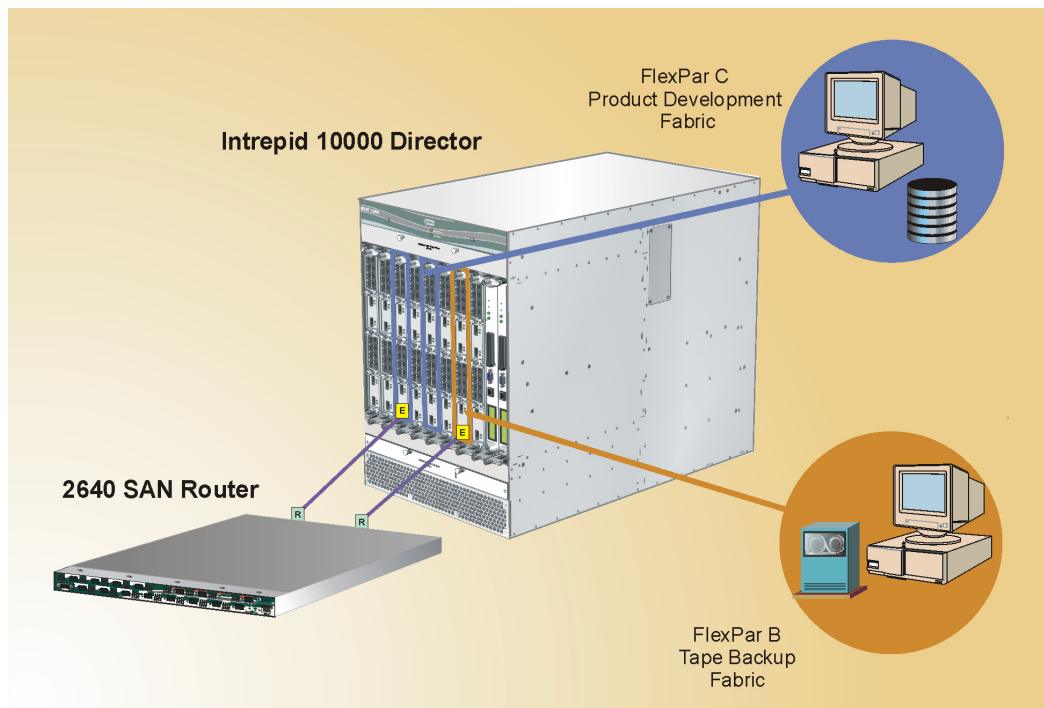 FlexPar C
Product Development
Fabric
Intrepid 10000 Director
E
E
2640 SAN Router
R
R
FlexPar B
Tape Backup
Fabric